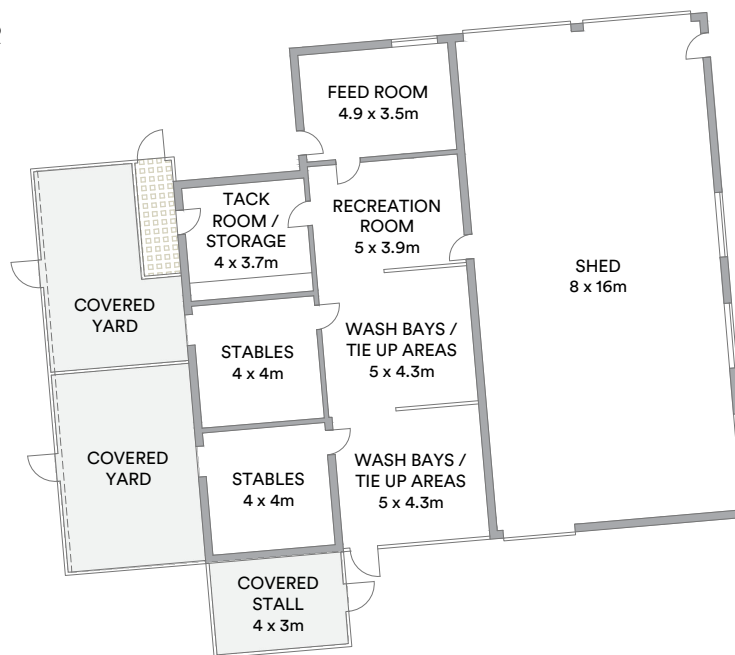 FEED ROOM
4.9 x 3.5m
TACK
ROOM /
STORAGE
4 x 3.7m
RECREATION
ROOM
5 x 3.9m
SHED
8 x 16m
COVERED
YARD
STABLES
4 x 4m
WASH BAYS /
TIE UP AREAS
5 x 4.3m
COVERED
YARD
STABLES
4 x 4m
WASH BAYS /
TIE UP AREAS
5 x 4.3m
COVERED
STALL
4 x 3m